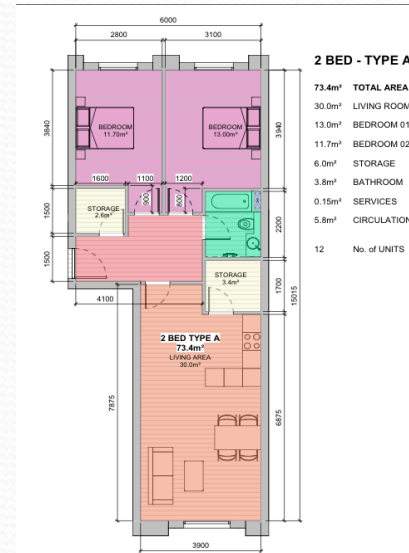 6000
2800
3100
2 BED - TYPE A
73.4m² TOTAL AREA
30.0m² LIVING ROOM
13.0m² BEDROOM 01
11.7m² BEDROOM 02
6.0m² STORAGE
3.8m² BATHROOM
0.15m² SERVICES
5.8m² CIRCULATION
12 No. of UNITS
3840
3940
BEDROOM
11.70m²
BEDROOM
13.00m²
1600
1100
1200
900
800
1500
STORAGE
2.6m²
2200
1500
STORAGE
3.4m²
1700
15015
4100
2 BED TYPE A
73.4m²
LIVING AREA
30.0m²
7875
6875
3900